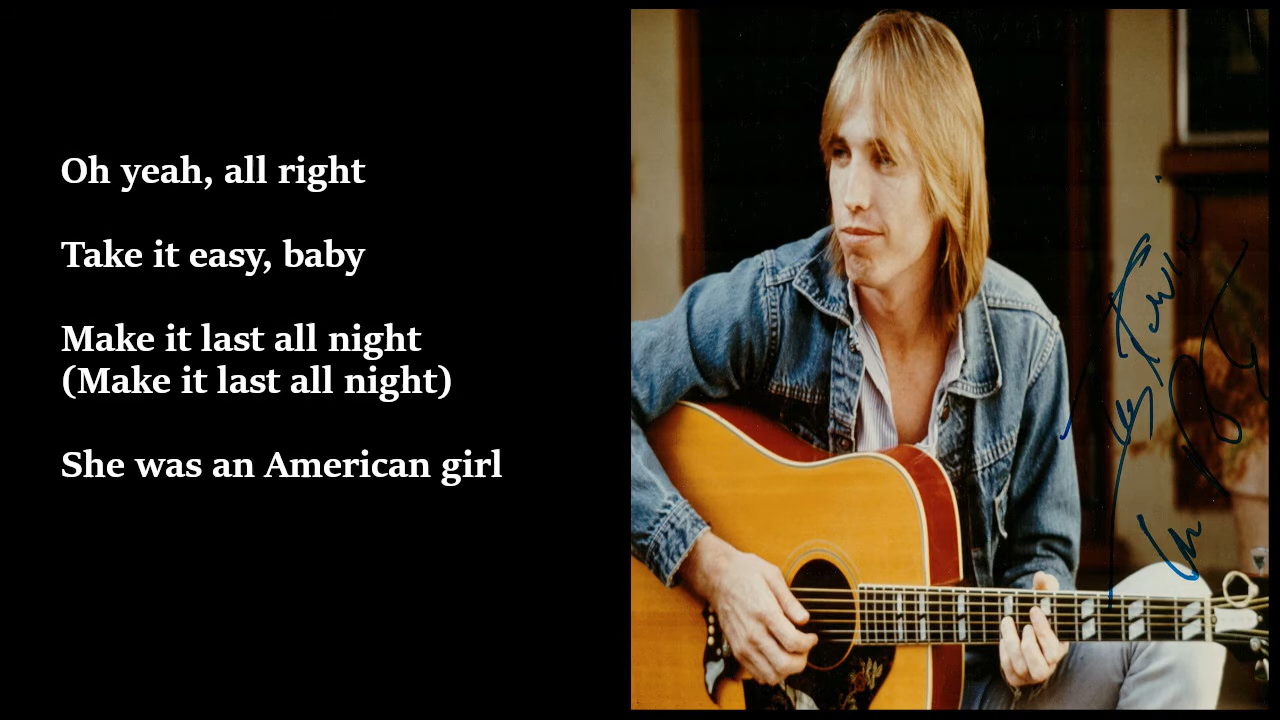 Oh yeah, all right
Take it easy, baby
Make it last all night
(Make it last all night)
She was an American girl